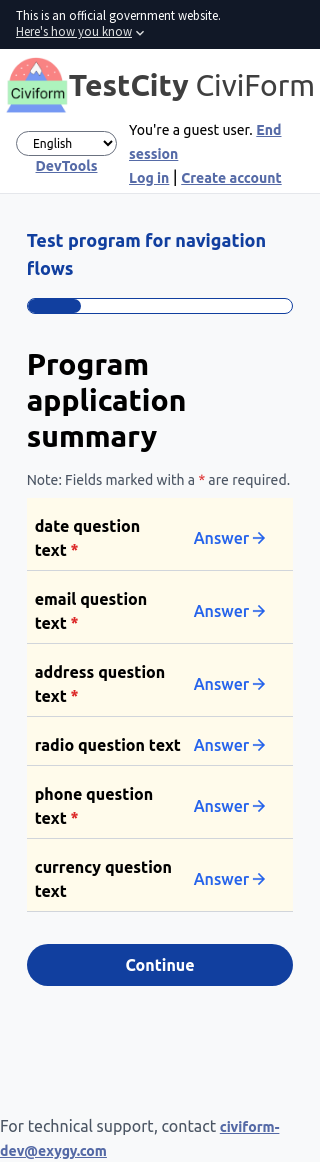 This is an official government website.
Here's how you know
Civiform TestCity CiviForm
English
DevTools
You're a guest user. End
session
Log in | Create account
Test program for navigation
flows
Program
application
summary
Note: Fields marked with a * are required.
date question
text *
Answer→
email question
text *
Answer→
address question
text *
Answer→
radio question text Answer→
phone question
text *
Answer→
currency question
text
Answer→
Continue
For technical support, contact civiform-
dev@exygy.com